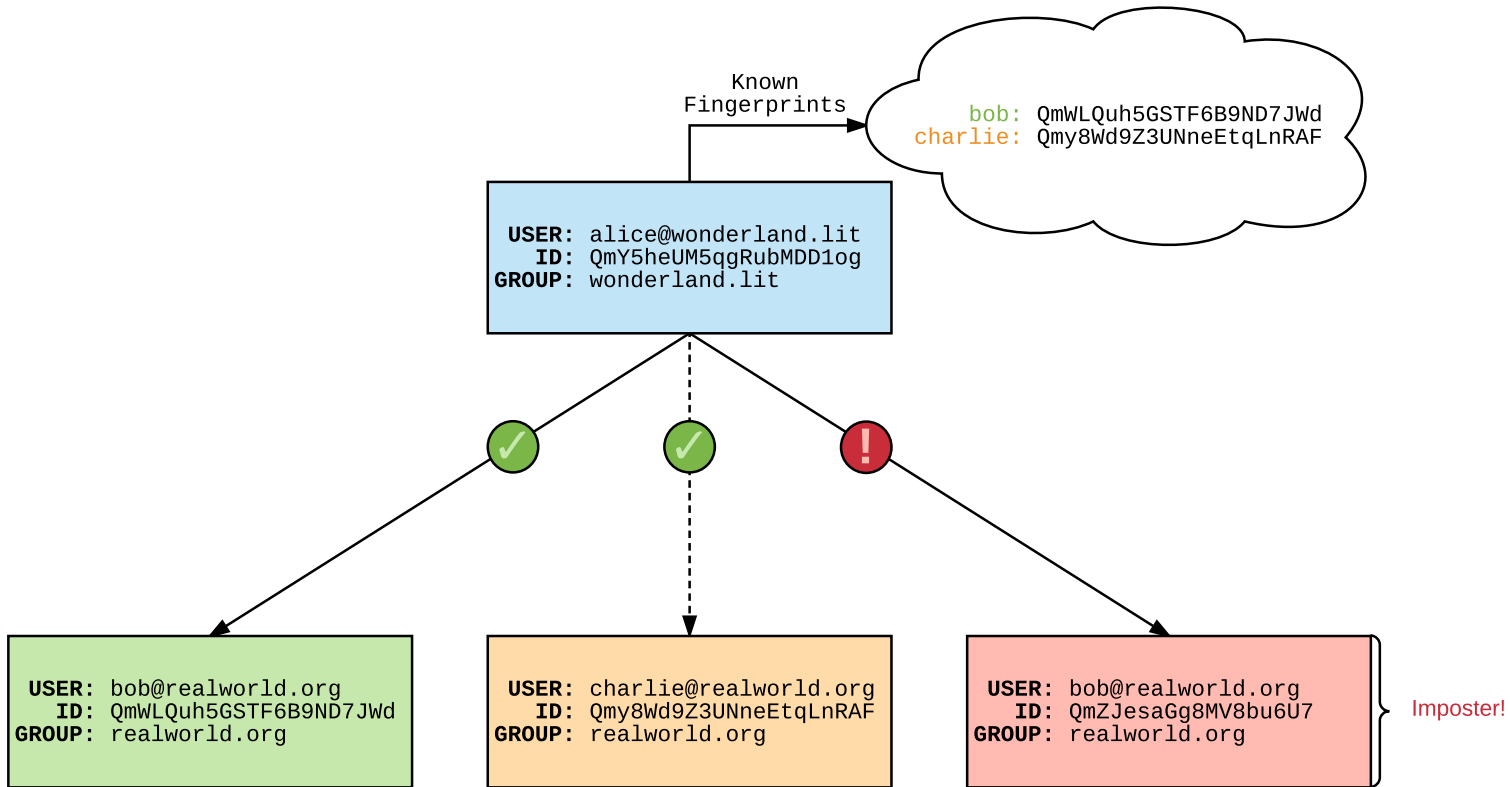 Known
Fingerprints
bob: QmWLQuh5GSTF6B9ND7JWd
charlie: Qmy8Wd9Z3UNneEtqLnRAF
USER: alice@wonderland.lit
ID: QmY5heUM5qgRubMDD1og
GROUP: wonderland.lit
✓
✓
!
USER: bob@realworld.org
ID: QmWLQuh5GSTF6B9ND7JWd
GROUP: realworld.org
USER: charlie@realworld.org
ID: Qmy8Wd9Z3UNneEtqLnRAF
GROUP: realworld.org
USER: bob@realworld.org
ID: QmZJesaGg8MV8bu6U7
GROUP: realworld.org
Imposter!